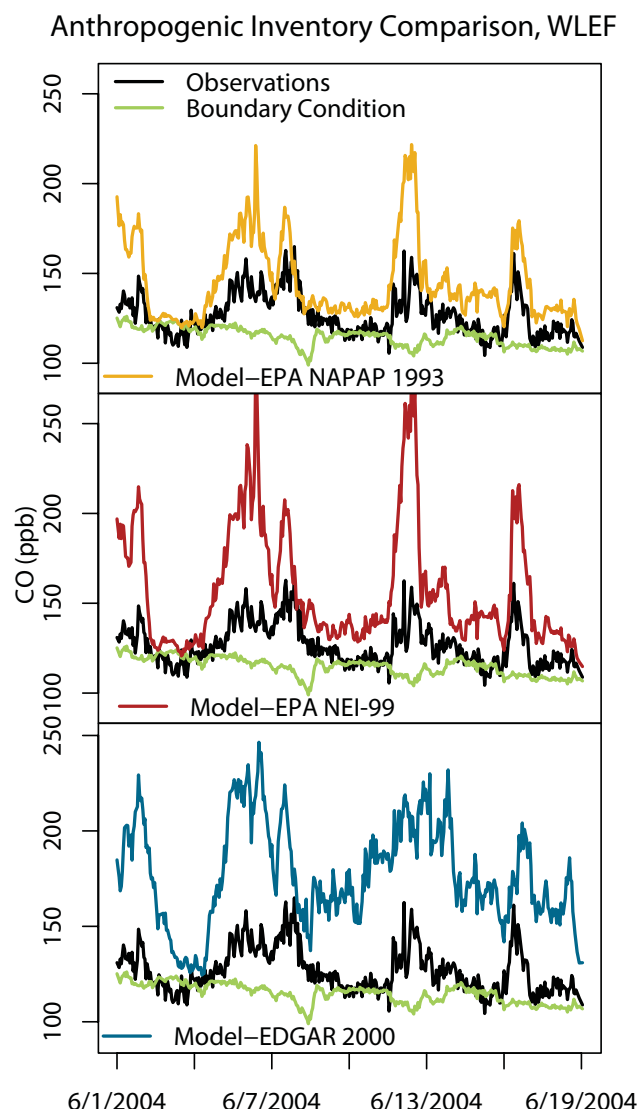 Anthropogenic Inventory Comparison, WLEF
Observations
Boundary Condition
250
200
150
100
Model−EPA NAPAP 1993
CO (ppb)
250
200
150
100
Model−EPA NEI-99
250
200
150
100
Model−EDGAR 2000
6/1/2004 6/7/2004 6/13/2004 6/19/2004